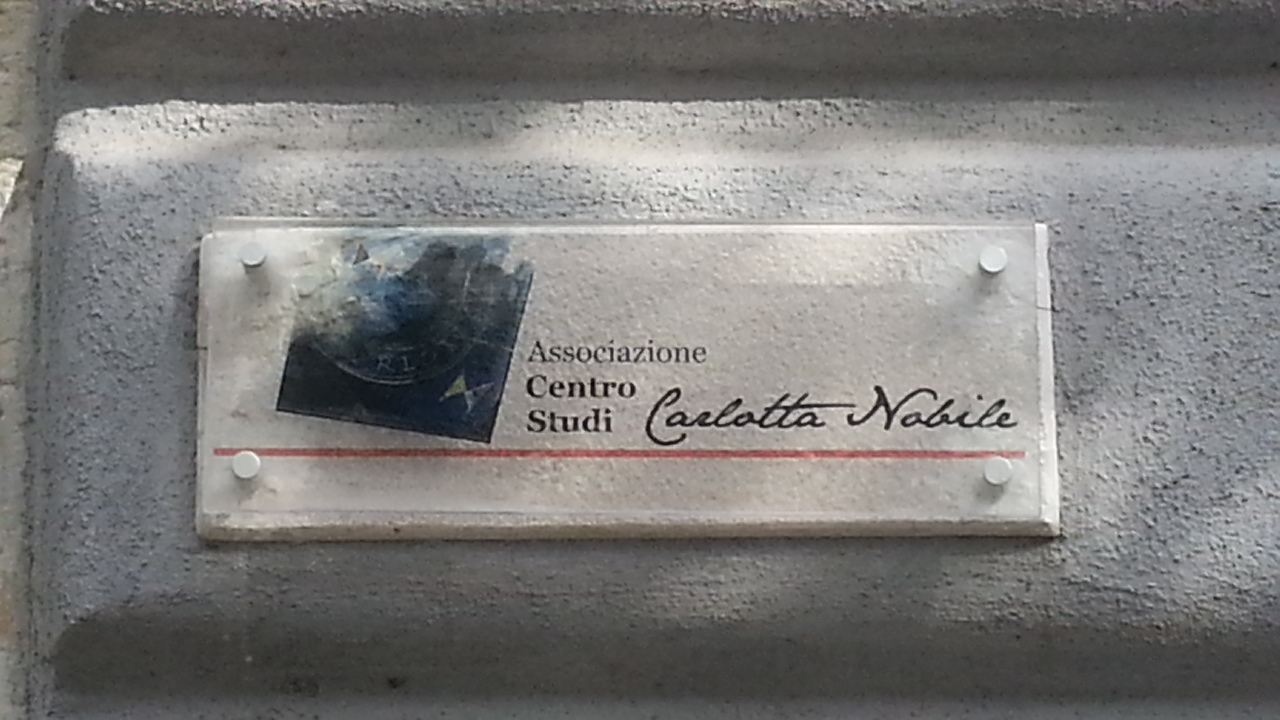 Associazione
Centro
Studi Carlotta Nobile